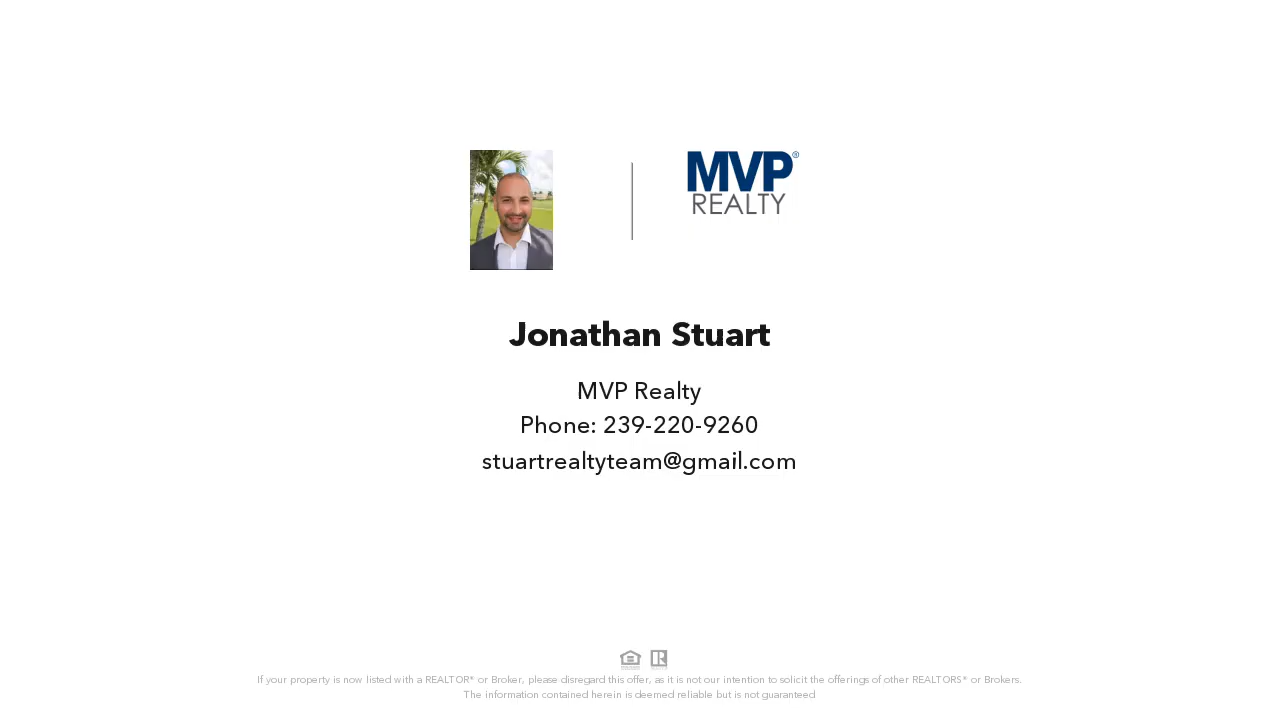 MVP®
REALTY
Jonathan Stuart
MVP Realty
Phone: 239-220-9260
stuartrealtyteam@gmail.com
If your property is now listed with a REALTOR® or Broker, please disregard this offer, as it is not our intention to solicit the offerings of other REALTORS® or Brokers.
The information contained herein is deemed reliable but is not guaranteed